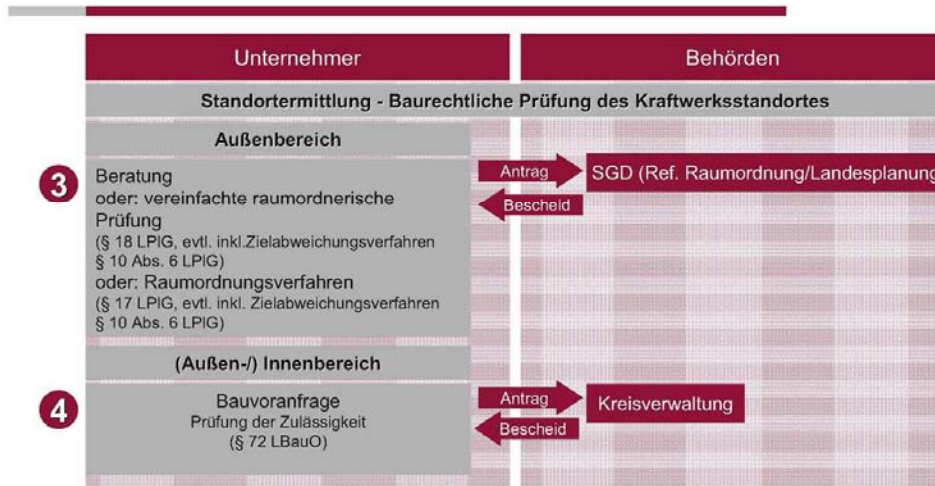 Unternehmer
Behörden
Standortermittlung - Baurechtliche Prüfung des Kraftwerksstandortes
Außenbereich
3
Beratung
oder: vereinfachte raumordnerische
Prüfung
(§ 18 LPlG, evtl. inkl.Zielabweichungsverfahren
§ 10 Abs. 6 LPlG)
oder: Raumordnungsverfahren
(§ 17 LPlG, evtl. inkl. Zielabweichungsverfahren
§ 10 Abs. 6 LPlG)
Antrag
Bescheid
SGD (Ref. Raumordnung/Landesplanung
(Außen-/) Innenbereich
4
Bauvoranfrage
Prüfung der Zulässigkeit
(§ 72 LBauO)
Antrag
Bescheid
Kreisverwaltung